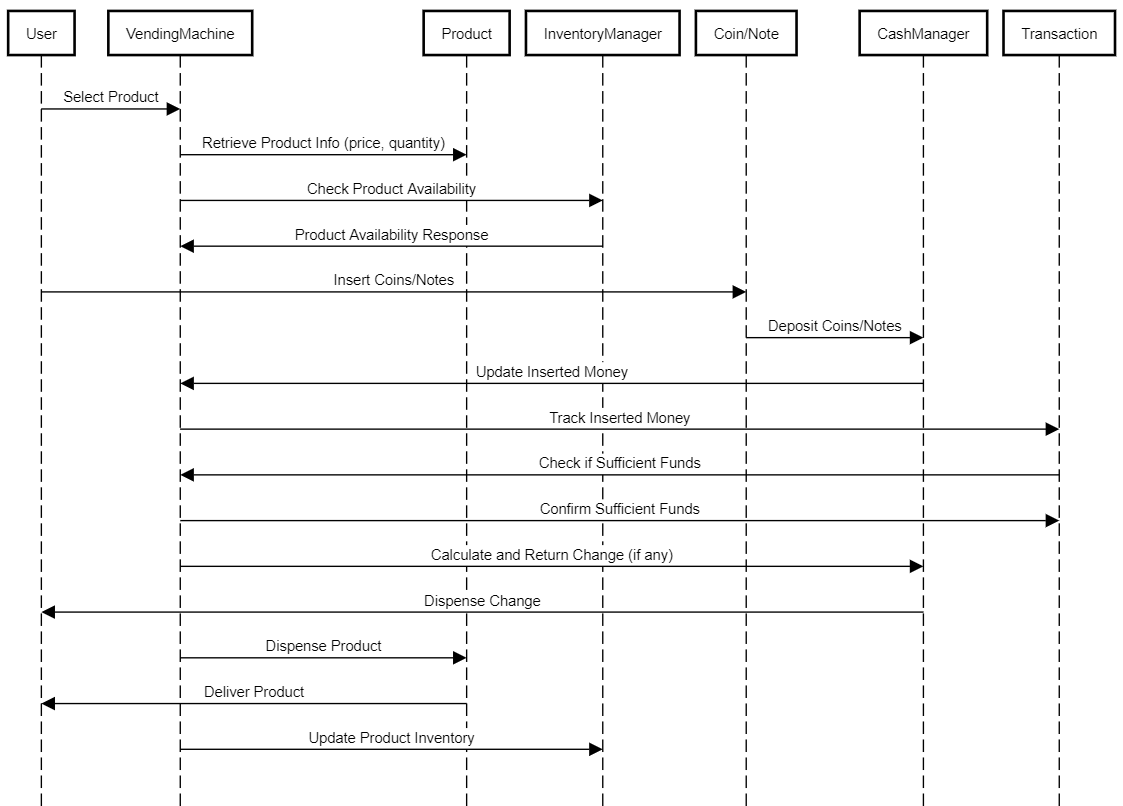 User
VendingMachine
Product
InventoryManager
Coin/Note
CashManager
Transaction
Select Product
Retrieve Product Info (price, quantity)
Check Product Availability
Product Availability Response
Insert Coins/Notes
Deposit Coins/Notes
Update Inserted Money
Track Inserted Money
Check if Sufficient Funds
Confirm Sufficient Funds
Calculate and Return Change (if any)
Dispense Change
Dispense Product
Deliver Product
Update Product Inventory